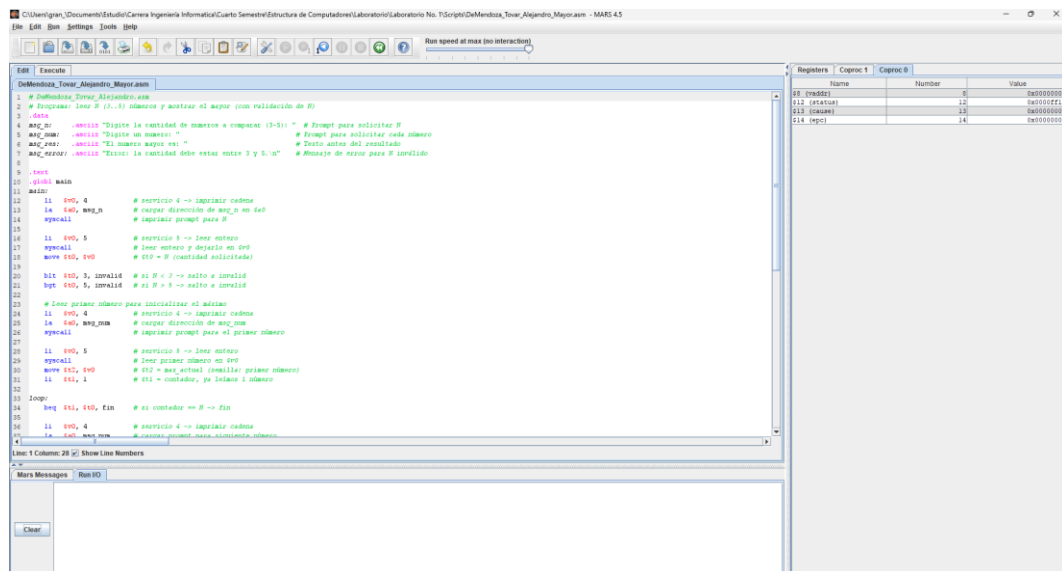 C:\Users\gran_\Documents\Estudio\Carrera Ingeniería Informatica\Cuarto Semestre\Estructura de Computadores\Laboratorio\Laboratorio No. 1\Scripts\DeMendoza_Tovar_Alejandro_Mayor.asm - MARS 4.5
File Edit Run Settings Tools Help
Run speed at max (no interaction)
Edit Execute
DeMendoza_Tovar_Alejandro_Mayor.asm
1 # DeMendoza_Tovar_Alejandro.asm
2 # Programa: leer N (3..5) números y mostrar el mayor (con validación de N)
3 .data
4 msg_n: .asciiz "Digite la cantidad de numeros a comparar (3-5): " # Prompt para solicitar N
5 msg_num: .asciiz "Digite un numero: " # Prompt para solicitar cada número
6 msg_res: .asciiz "El numero mayor es: " # Texto antes del resultado
7 msg_error: .asciiz "Error: la cantidad debe estar entre 3 y 5.\n" # Mensaje de error para N inválido
8
9 .text
10 .globl main
11 main:
12 li $v0, 4 # servicio 4 -> imprimir cadena
13 la $a0, msg_n # cargar dirección de msg_n en $a0
14 syscall # imprimir prompt para N
15
16 li $v0, 5 # servicio 5 -> leer entero
17 syscall # leer entero y dejarlo en $v0
18 move $t0, $v0 # $t0 = N (cantidad solicitada)
19
20 blt $t0, 3, invalid # si N < 3 -> salto a invalid
21 bgt $t0, 5, invalid # si N > 5 -> salto a invalid
22
23 # Leer primer número para inicializar el máximo
24 li $v0, 4 # servicio 4 -> imprimir cadena
25 la $a0, msg_num # cargar dirección de msg_num
26 syscall # imprimir prompt para el primer número
27
28 li $v0, 5 # servicio 5 -> leer entero
29 syscall # leer primer número en $v0
30 move $t2, $v0 # $t2 = max_actual (semilla: primer número)
31 li $t1, 1 # $t1 = contador, ya leímos 1 número
32
33 loop:
34 beq $t1, $t0, fin # si contador == N -> fin
35
36 li $v0, 4 # servicio 4 -> imprimir cadena
la $a0, msg_num # cargar prompt para siguiente número
Line: 1 Column: 28 Show Line Numbers
Mars Messages Run I/O
Clear
Registers Coproc 1 Coproc 0
Name Number Value
$8 (vaddr) 8 0x0000000
$12 (status) 12 0x0000ff1
$13 (cause) 13 0x0000000
$14 (epc) 14 0x0000000